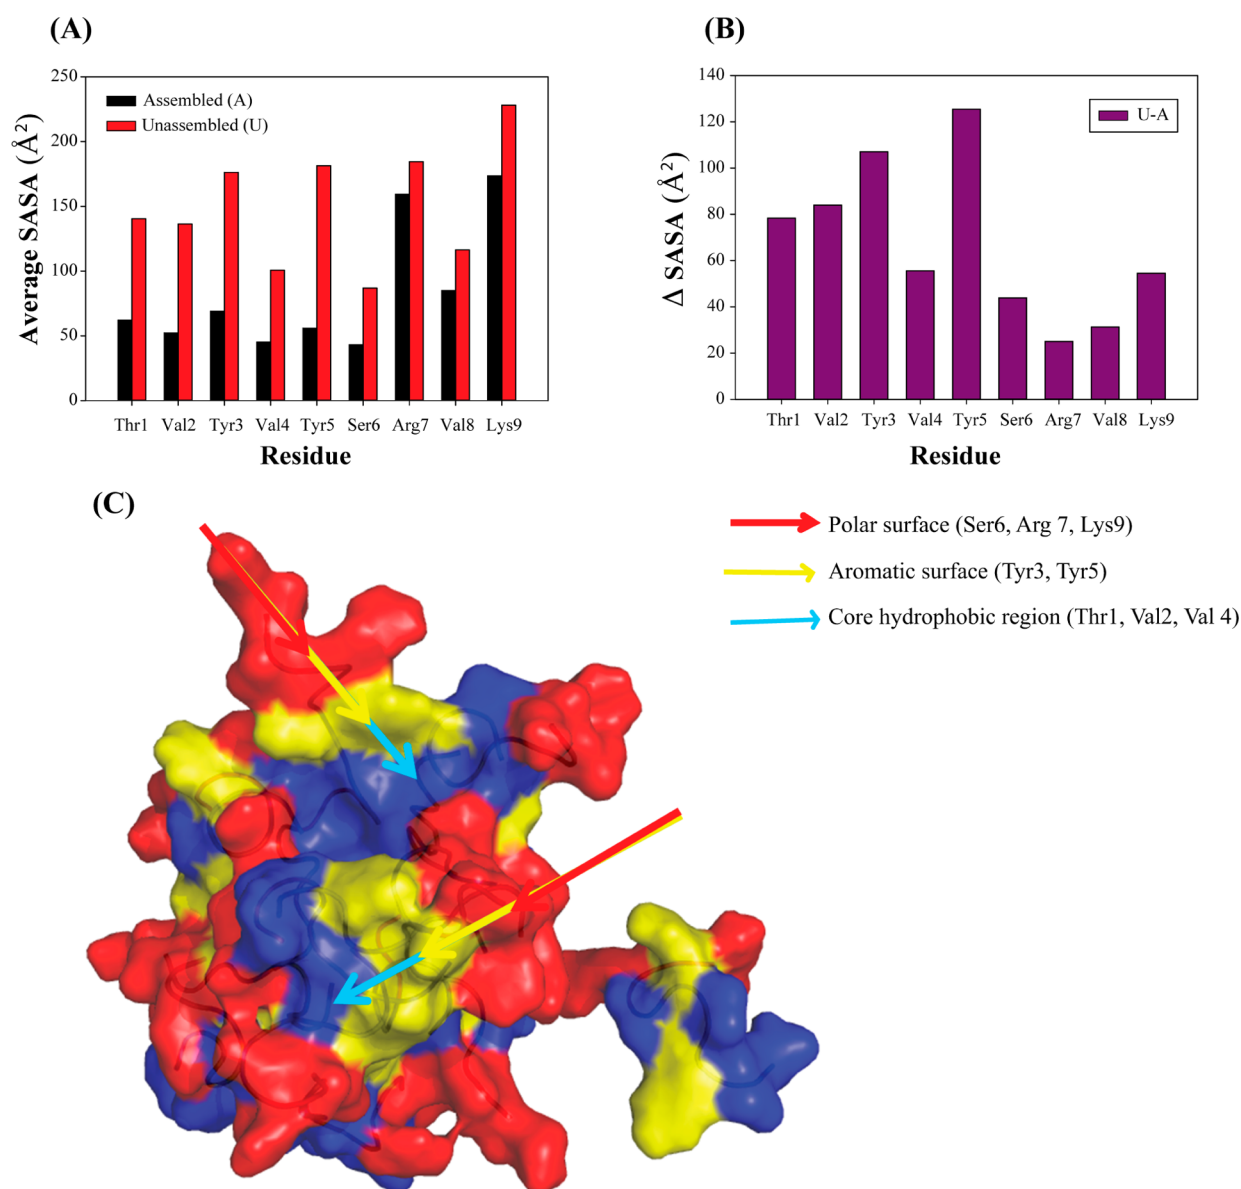 (A)
250
200
150
100
50
0
Average SASA (Å²)
Assembled (A)
Unassembled (U)
Thr1 Val2 Tyr3 Val4 Tyr5 Ser6 Arg7 Val8 Lys9
Residue
(B)
140
120
100
80
60
40
20
0
Δ SASA (Å²)
U-A
Thr1 Val2 Tyr3 Val4 Tyr5 Ser6 Arg7 Val8 Lys9
Residue
(C)
Polar surface (Ser6, Arg 7, Lys9)
Aromatic surface (Tyr3, Tyr5)
Core hydrophobic region (Thr1, Val2, Val 4)